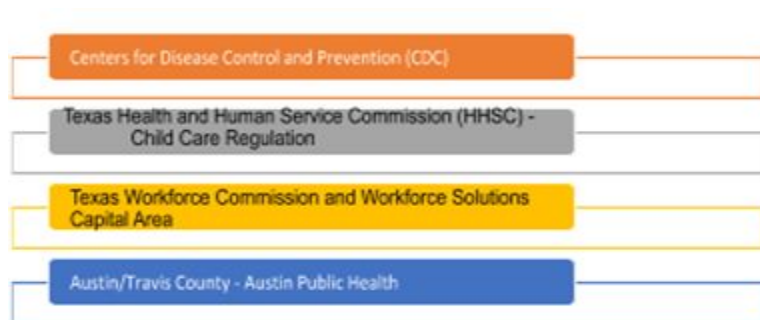 Centers for Disease Control and Prevention (CDC)
Texas Health and Human Service Commission (HHSC) -
Child Care Regulation
Texas Workforce Commission and Workforce Solutions
Capital Area
Austin/Travis County - Austin Public Health